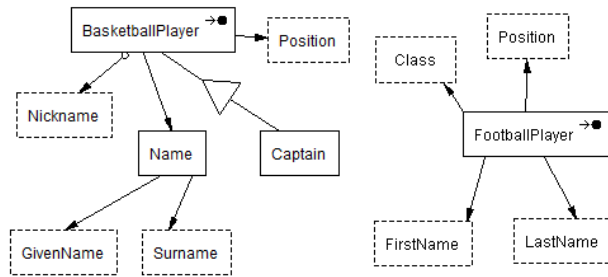 BasketballPlayer
Position
Nickname
Name
Captain
GivenName
Surname
Position
Class
FootballPlayer
FirstName
LastName